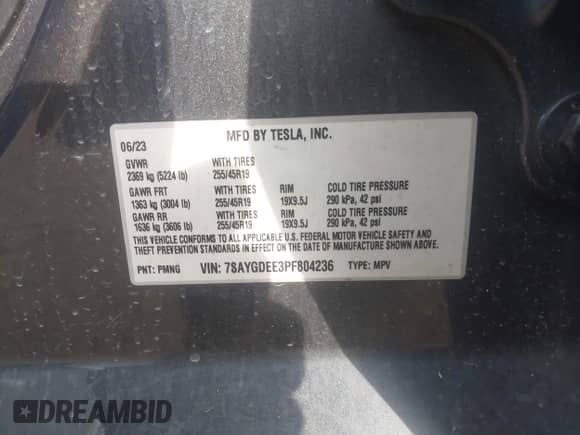 MFD BY TESLA, INC.
06/23
GVWR WITH TIRES
2369 kg (5224 lb) 255/45R19
GAWR FRT WITH TIRES RIM COLD TIRE PRESSURE
1363 kg (3004 lb) 255/45R19 19X9.5J 290 kPa, 42 psi
GAWR RR WITH TIRES RIM COLD TIRE PRESSURE
1636 kg (3606 lb) 255/45R19 19X9.5J 290 kPa, 42 psi
THIS VEHICLE CONFORMS TO ALL APPLICABLE U.S. FEDERAL MOTOR VEHICLE SAFETY AND
THEFT PREVENTION STANDARDS IN EFFECT ON THE DATE OF MANUFACTURE SHOWN ABOVE.
PNT: PMNG VIN: 7SAYGDEE3PF804236 TYPE: MPV
DREAMBID